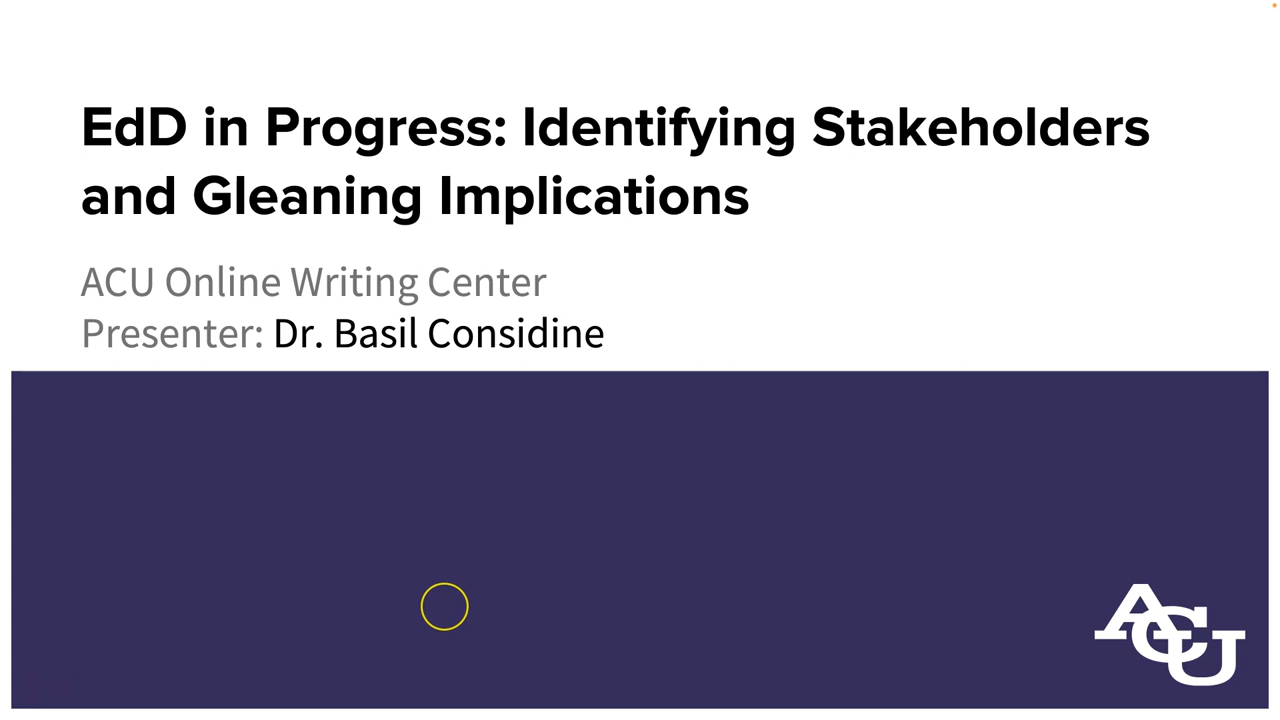 EdD in Progress: Identifying Stakeholders
and Gleaning Implications
ACU Online Writing Center
Presenter: Dr. Basil Considine
ACU